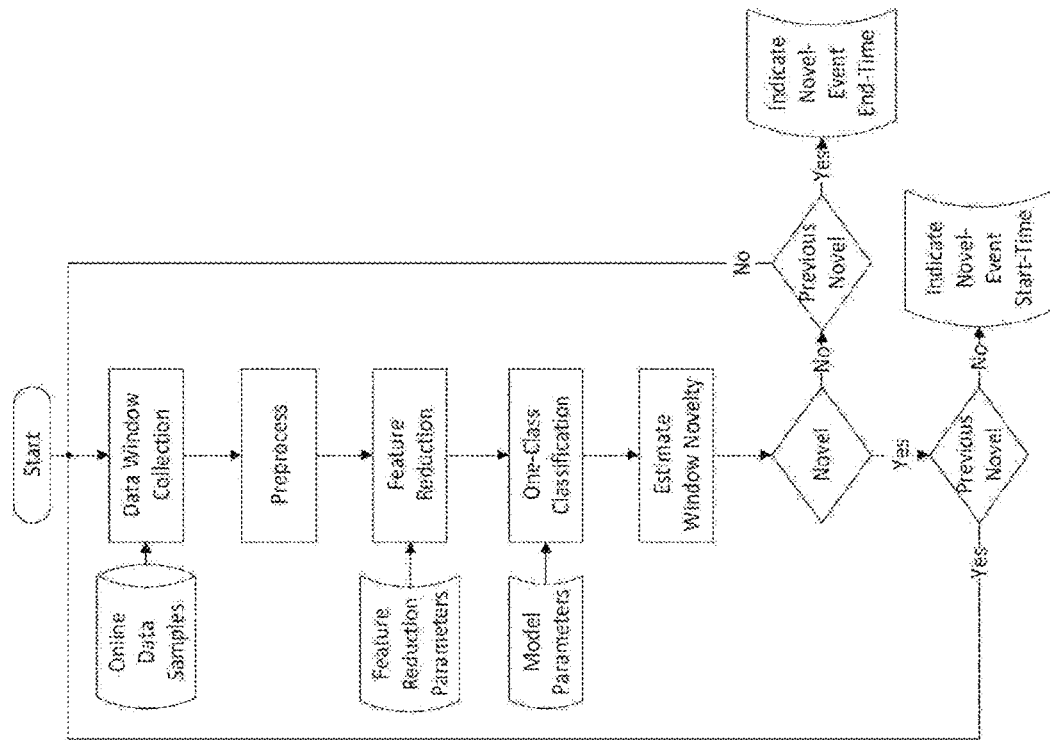 Start
Online
Data
Samples
Data Window
Collection
Preprocess
Feature
Reduction
Parameters
Feature
Reduction
Model
Parameters
One-Class
Classification
Estimate
Window Novelty
Novel
No
Previous
Novel
No
Yes
Indicate
Novel-
Event
End-Time
Yes
Previous
Novel
Yes
No
Indicate
Novel-
Event
Start-Time